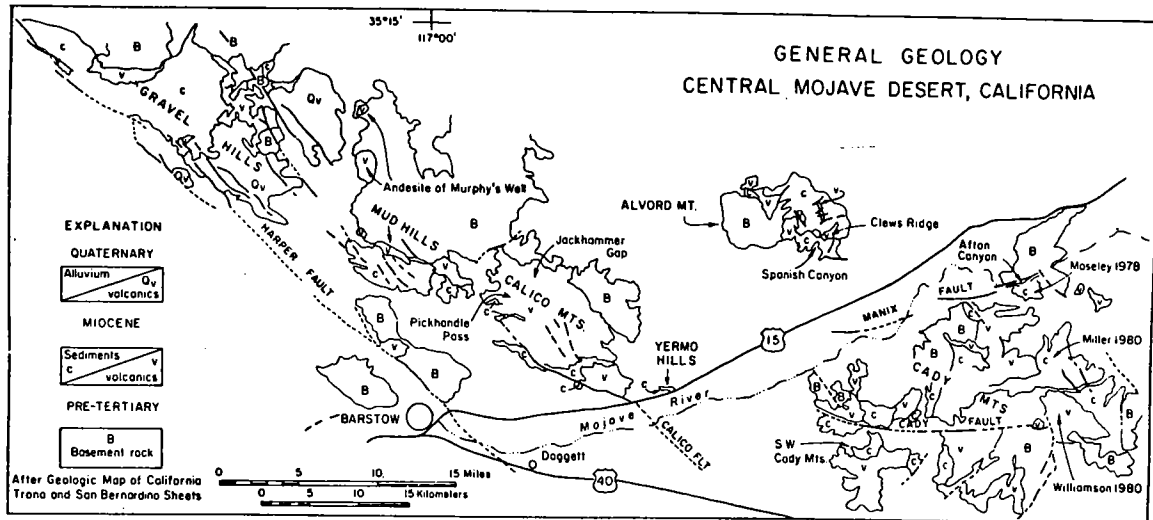 35°15'
117°00'
GENERAL GEOLOGY
CENTRAL MOJAVE DESERT, CALIFORNIA
C
B
B
C
B
V
C
GRAVEL
HILLS
V
B
Qv
Qv
Qv
V
V
Andesite of Murphy's Well
MUD HILLS
B
Jackhammer
Gap
V
C
C
CALICO MTS.
B
V
C
Pickhandle
Pass
HARPER FAULT
B
V
B
B
BARSTOW
C
C
V
YERMO
HILLS
C
CALICO FLT
Mojave River
Daggett
15
40
ALVORD MT.
B
V
C
V
V
C
V
Clews Ridge
Spanish Canyon
Afton
Canyon
B
Moseley 1978
C
V
MANIX FAULT
B
V
C
B
CADY
MTS.
C
V
Miller 1980
V
B
V
C
V
CADY
FAULT
V
B
B
C
S W
Cady Mts.
V
V
B
V
Williamson 1980
EXPLANATION
QUATERNARY
Alluvium
Qv
volcanics
MIOCENE
Sediments
C
V
volcanics
PRE-TERTIARY
B
Basement rock
After Geologic Map of California
Trona and San Bernardino Sheets
0 5 10 15 Miles
0 5 10 15 Kilometers